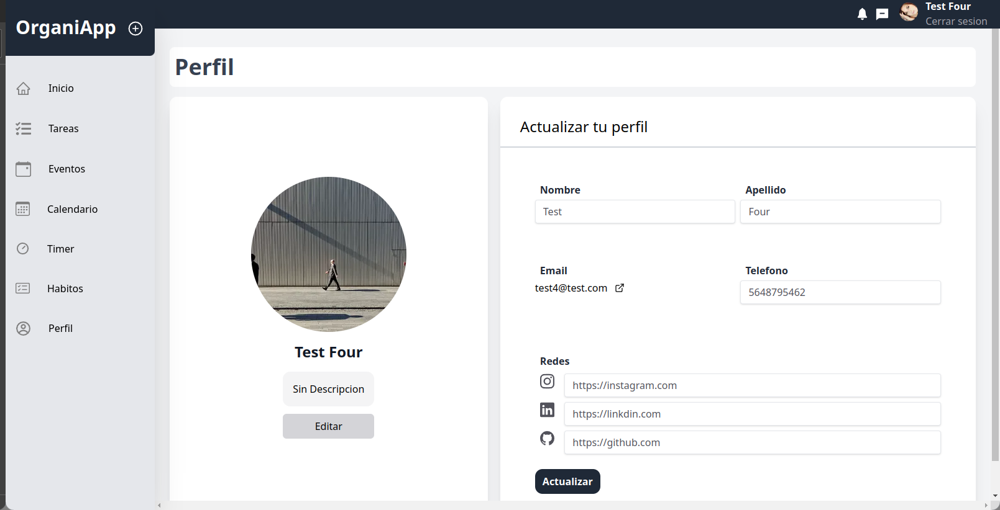 OrganiApp
Test Four
Cerrar sesion
Inicio
Tareas
Eventos
Calendario
Timer
Habitos
Perfil
Perfil
Test Four
Sin Descripcion
Editar
Actualizar tu perfil
Nombre
Apellido
Test
Four
Email
Telefono
test4@test.com
5648795462
Redes
https://instagram.com
https://linkdin.com
https://github.com
Actualizar